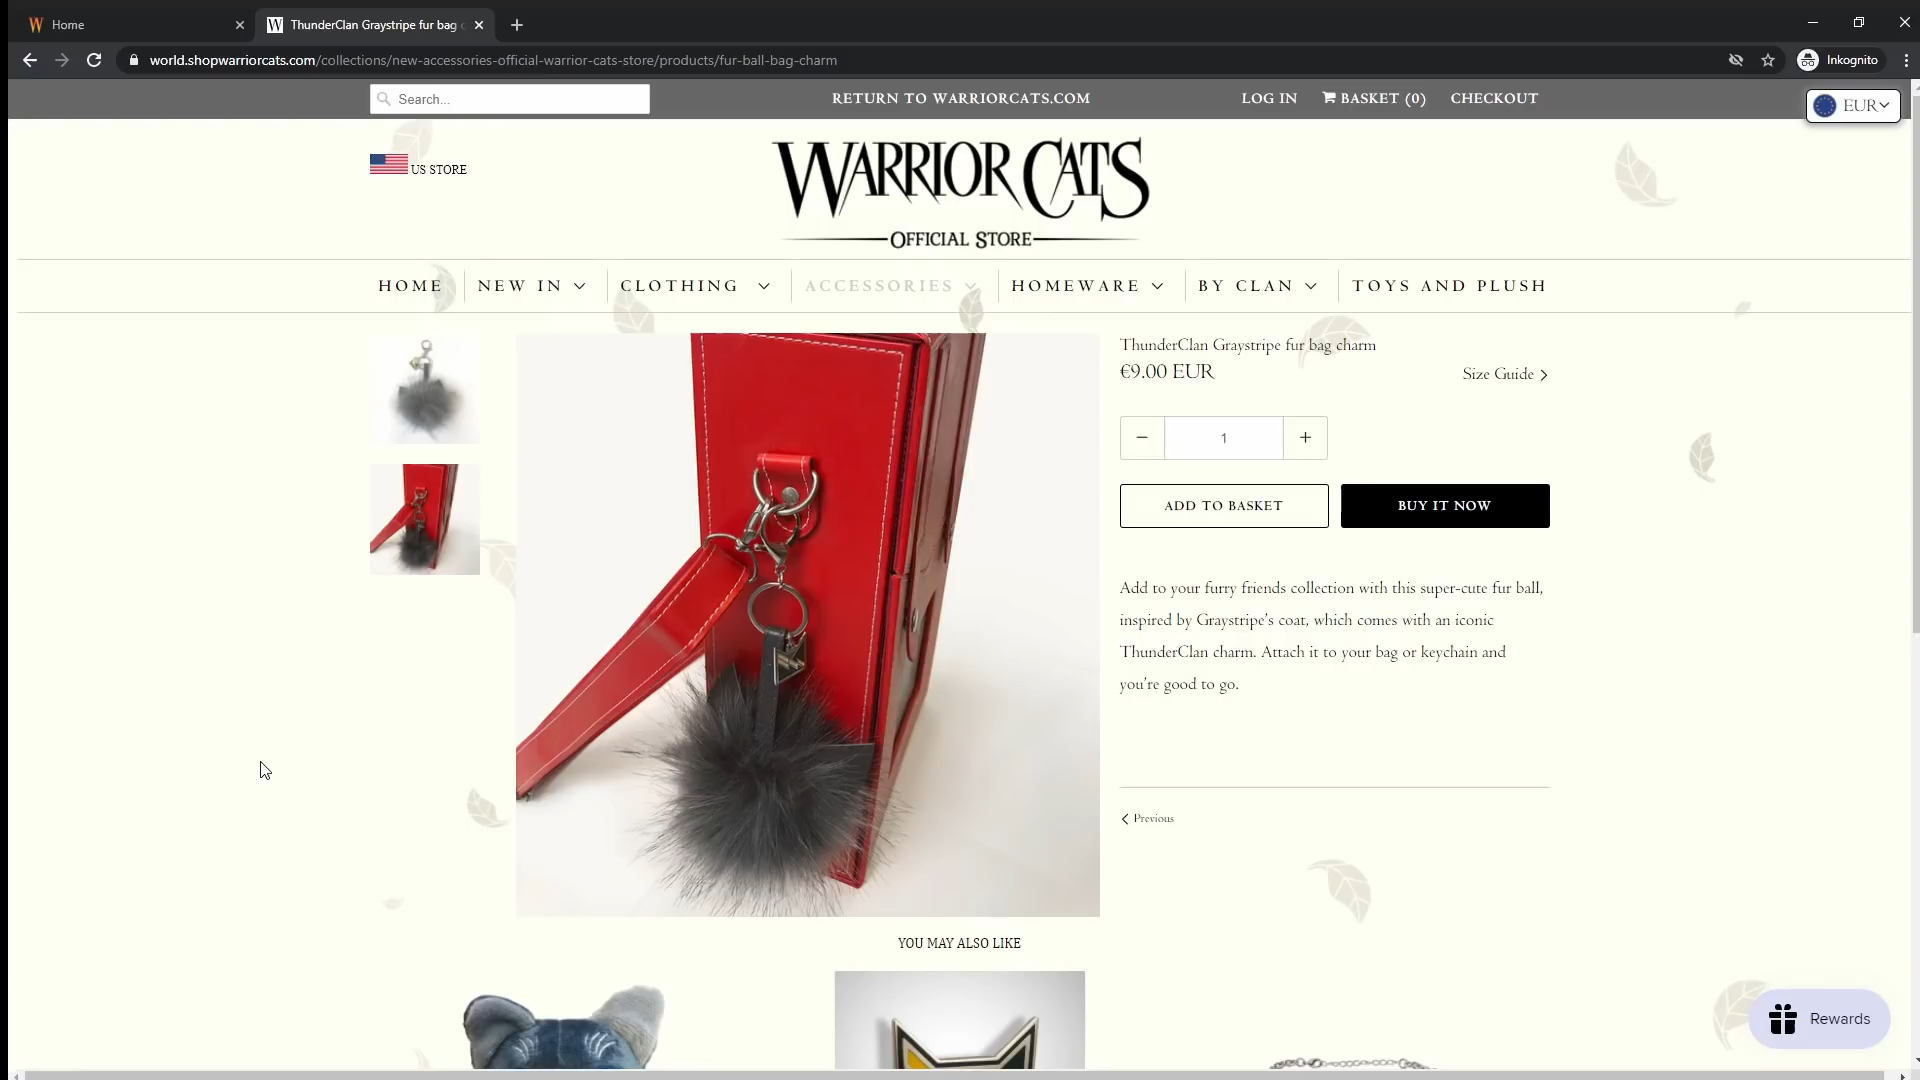 Home
ThunderClan Graystripe fur bag c
world.shopwarriorcats.com/collections/new-accessories-official-warrior-cats-store/products/fur-ball-bag-charm
Inkognito
Search...
RETURN TO WARRIORCATS.COM
LOG IN
BASKET (0)
CHECKOUT
EUR
US STORE
WARRIOR CATS
OFFICIAL STORE
HOME
NEW IN
CLOTHING
ACCESSORIES
HOMEWARE
BY CLAN
TOYS AND PLUSH
ThunderClan Graystripe fur bag charm
€9.00 EUR
Size Guide
1
ADD TO BASKET
BUY IT NOW
Add to your furry friends collection with this super-cute fur ball,
inspired by Graystripe's coat, which comes with an iconic
ThunderClan charm. Attach it to your bag or keychain and
you're good to go.
Previous
YOU MAY ALSO LIKE
Rewards